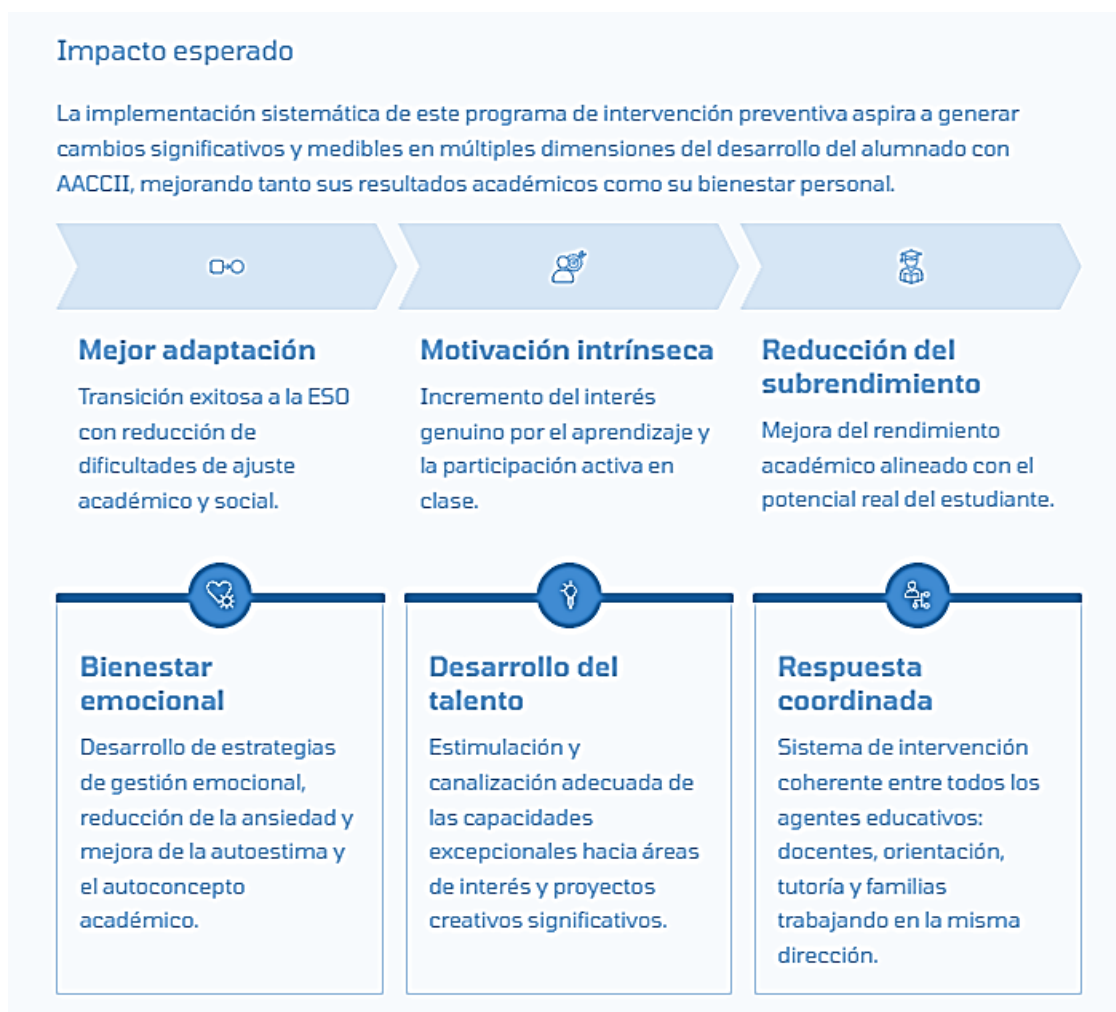 Impacto esperado
La implementación sistemática de este programa de intervención preventiva aspira a generar
cambios significativos y medibles en múltiples dimensiones del desarrollo del alumnado con
AACCII, mejorando tanto sus resultados académicos como su bienestar personal.
Mejor adaptación
Transición exitosa a la ESO
con reducción de
dificultades de ajuste
académico y social.
Motivación intrínseca
Incremento del interés
genuino por el aprendizaje y
la participación activa en
clase.
Reducción del
subrendimiento
Mejora del rendimiento
académico alineado con el
potencial real del estudiante.
Bienestar
emocional
Desarrollo de estrategias
de gestión emocional,
reducción de la ansiedad y
mejora de la autoestima y
el autoconcepto
académico.
Desarrollo del
talento
Estimulación y
canalización adecuada de
las capacidades
excepcionales hacia áreas
de interés y proyectos
creativos significativos.
Respuesta
coordinada
Sistema de intervención
coherente entre todos los
agentes educativos:
docentes, orientación,
tutoría y familias
trabajando en la misma
dirección.